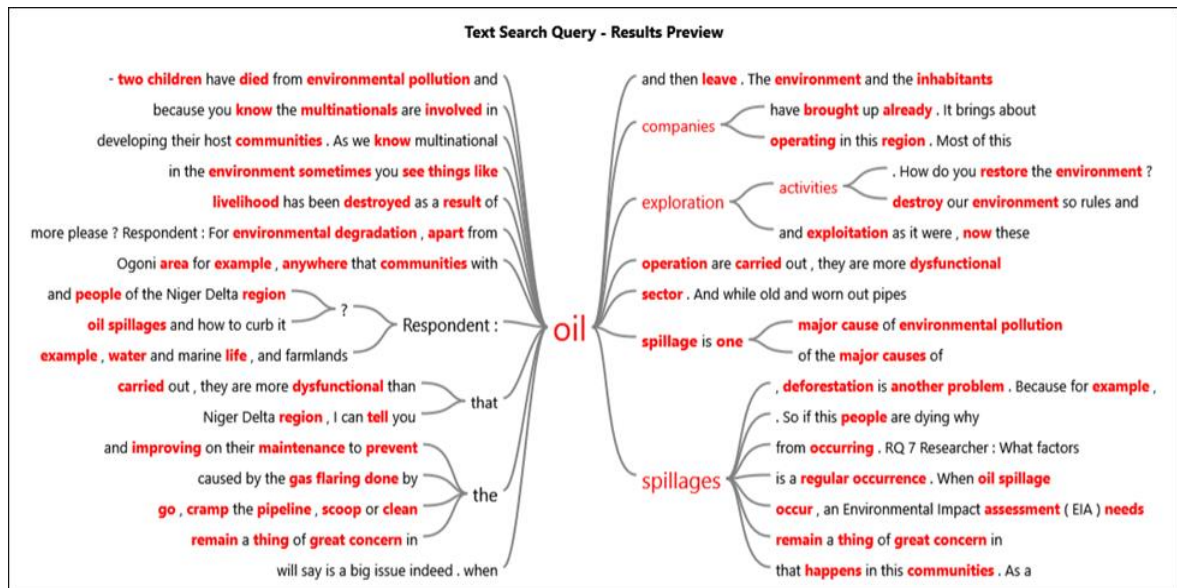 Text Search Query - Results Preview
- two children have died from environmental pollution and
because you know the multinationals are involved in
developing their host communities . As we know multinational
in the environment sometimes you see things like
livelihood has been destroyed as a result of
more please ? Respondent : For environmental degradation , apart from
Ogoni area for example , anywhere that communities with
and people of the Niger Delta region
oil spillages and how to curb it
?
example , water and marine life , and farmlands
Respondent :
carried out , they are more dysfunctional than
Niger Delta region , I can tell you
that
and improving on their maintenance to prevent
caused by the gas flaring done by
go , cramp the pipeline , scoop or clean
remain a thing of great concern in
the
will say is a big issue indeed . when
oil
and then leave . The environment and the inhabitants
companies
have brought up already . It brings about
operating in this region . Most of this
exploration
activities
. How do you restore the environment ?
destroy our environment so rules and
and exploitation as it were , now these
operation are carried out , they are more dysfunctional
sector . And while old and worn out pipes
spillage is one
major cause of environmental pollution
of the major causes of
spillages
, deforestation is another problem . Because for example ,
. So if this people are dying why
from occurring . RQ 7 Researcher : What factors
is a regular occurrence . When oil spillage
occur , an Environmental Impact assessment ( EIA ) needs
remain a thing of great concern in
that happens in this communities . As a